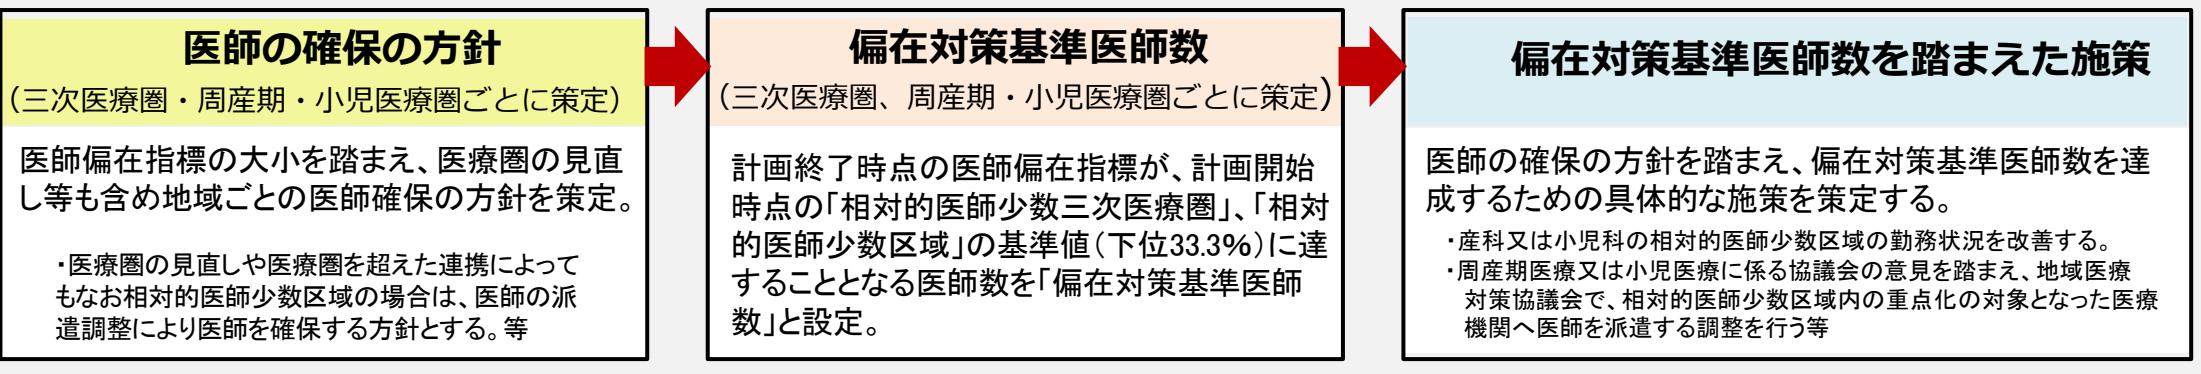 医師の確保の方針
（三次医療圏・周産期・小児医療圏ごとに策定）
医師偏在指標の大小を踏まえ、医療圏の見直
し等も含め地域ごとの医師確保の方針を策定。
・医療圏の見直しや医療圏を超えた連携によって
もなお相対的医師少数区域の場合は、医師の派
遣調整により医師を確保する方針とする。等
偏在対策基準医師数
（三次医療圏、周産期・小児医療圏ごとに策定）
計画終了時点の医師偏在指標が、計画開始
時点の「相対的医師少数三次医療圏」、「相対
的医師少数区域」の基準値（下位33.3％）に達
することとなる医師数を「偏在対策基準医師
数」と設定。
偏在対策基準医師数を踏まえた施策
医師の確保の方針を踏まえ、偏在対策基準医師数を達
成するための具体的な施策を策定する。
・産科又は小児科の相対的医師少数区域の勤務状況を改善する。
・周産期医療又は小児医療に係る協議会の意見を踏まえ、地域医療
対策協議会で、相対的医師少数区域内の重点化の対象となった医療
機関へ医師を派遣する調整を行う等